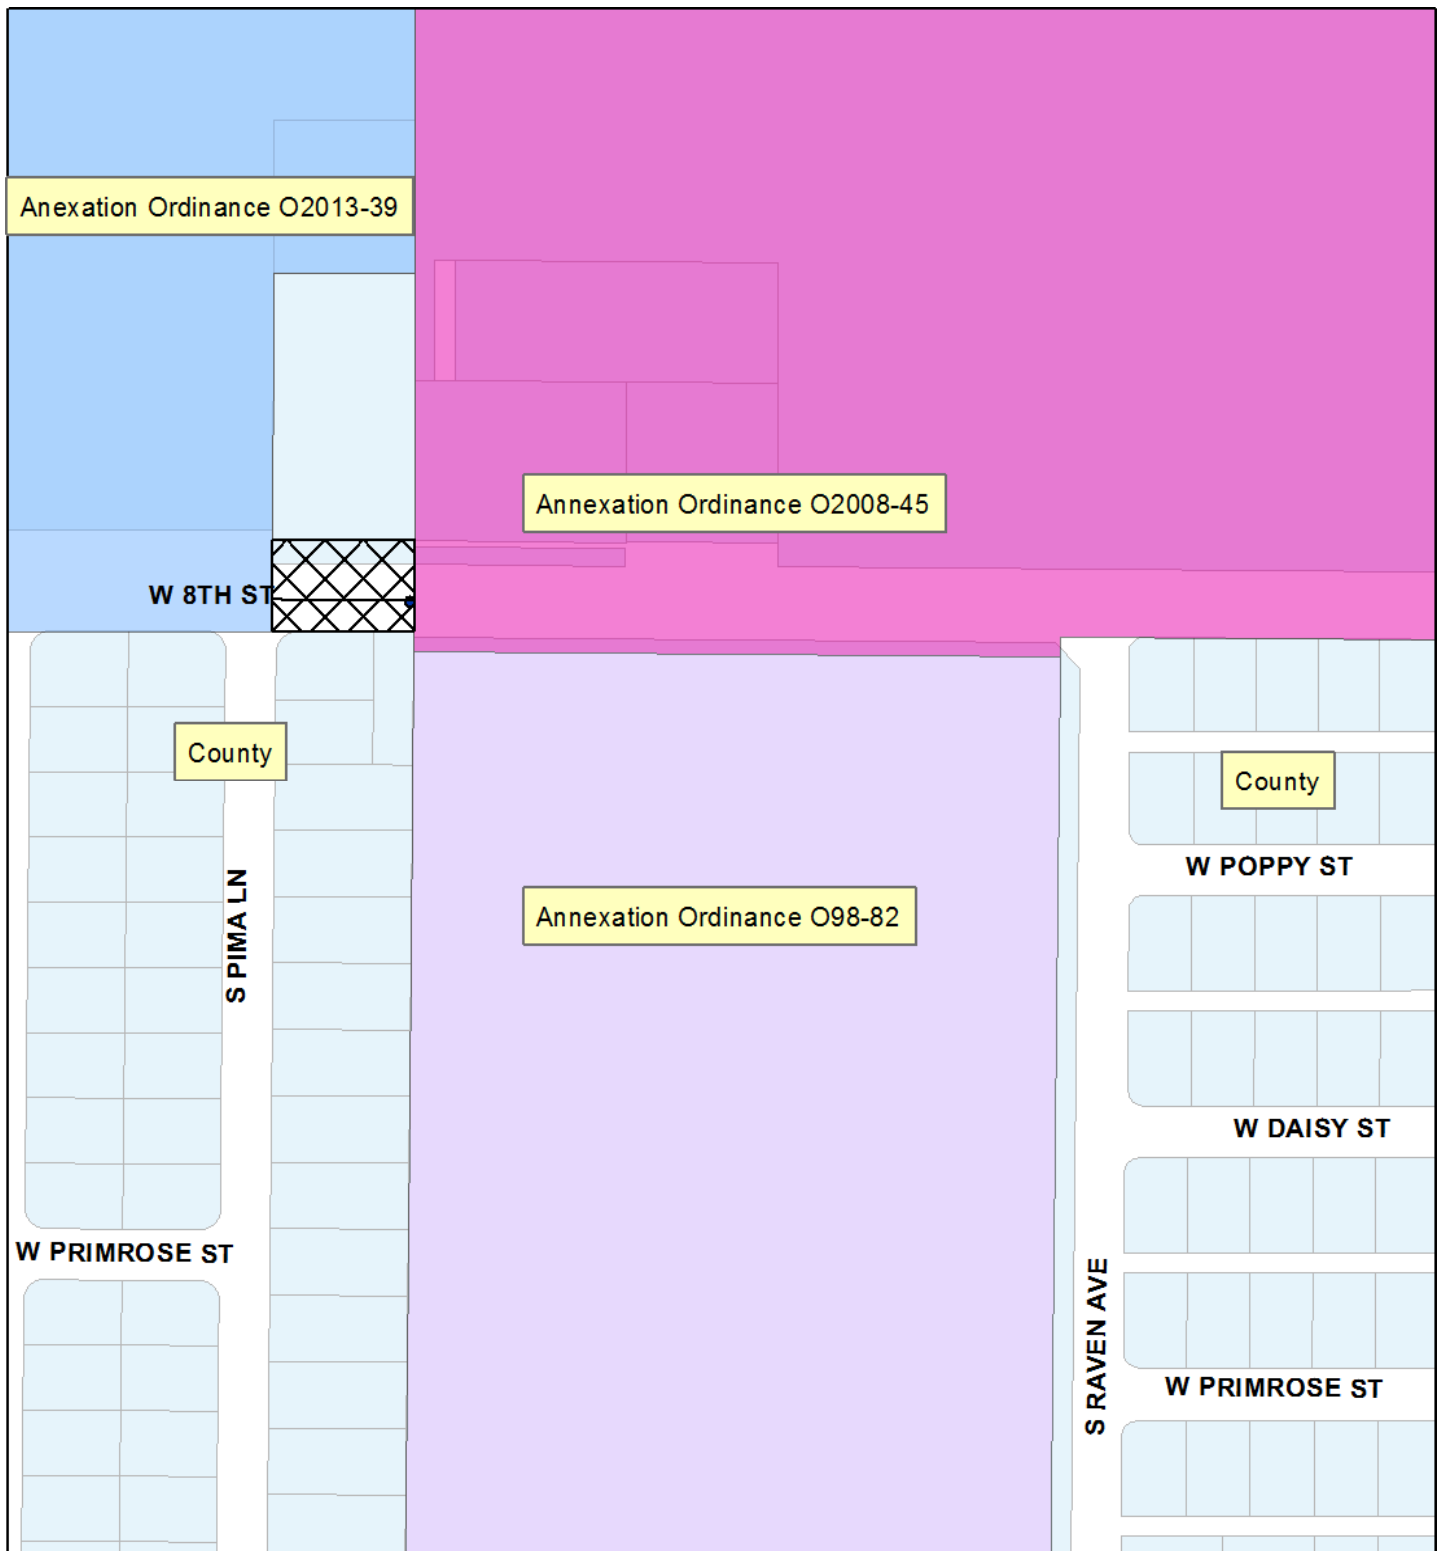 Anexation Ordinance O2013-39
Annexation Ordinance O2008-45
W 8TH ST
County
County
W POPPY ST
S PIMA LN
Annexation Ordinance O98-82
W DAISY ST
W PRIMROSE ST
S RAVEN AVE
W PRIMROSE ST